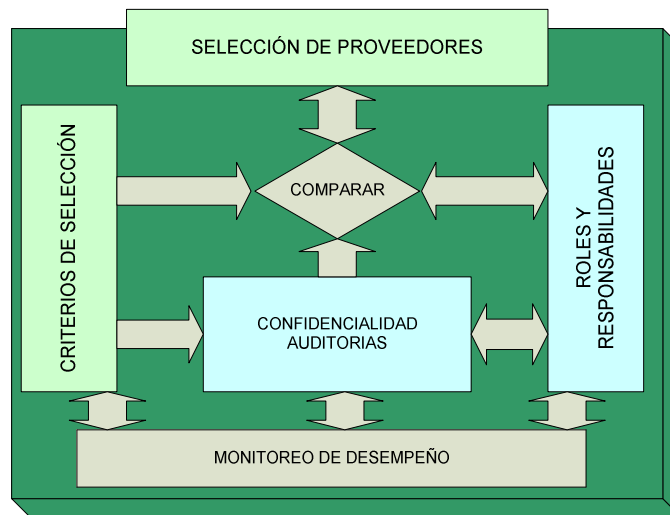 SELECCIÓN DE PROVEEDORES
CRITERIOS DE SELECCIÓN
COMPARAR
ROLES Y
RESPONSABILIDADES
CONFIDENCIALIDAD
AUDITORIAS
MONITOREO DE DESEMPEÑO